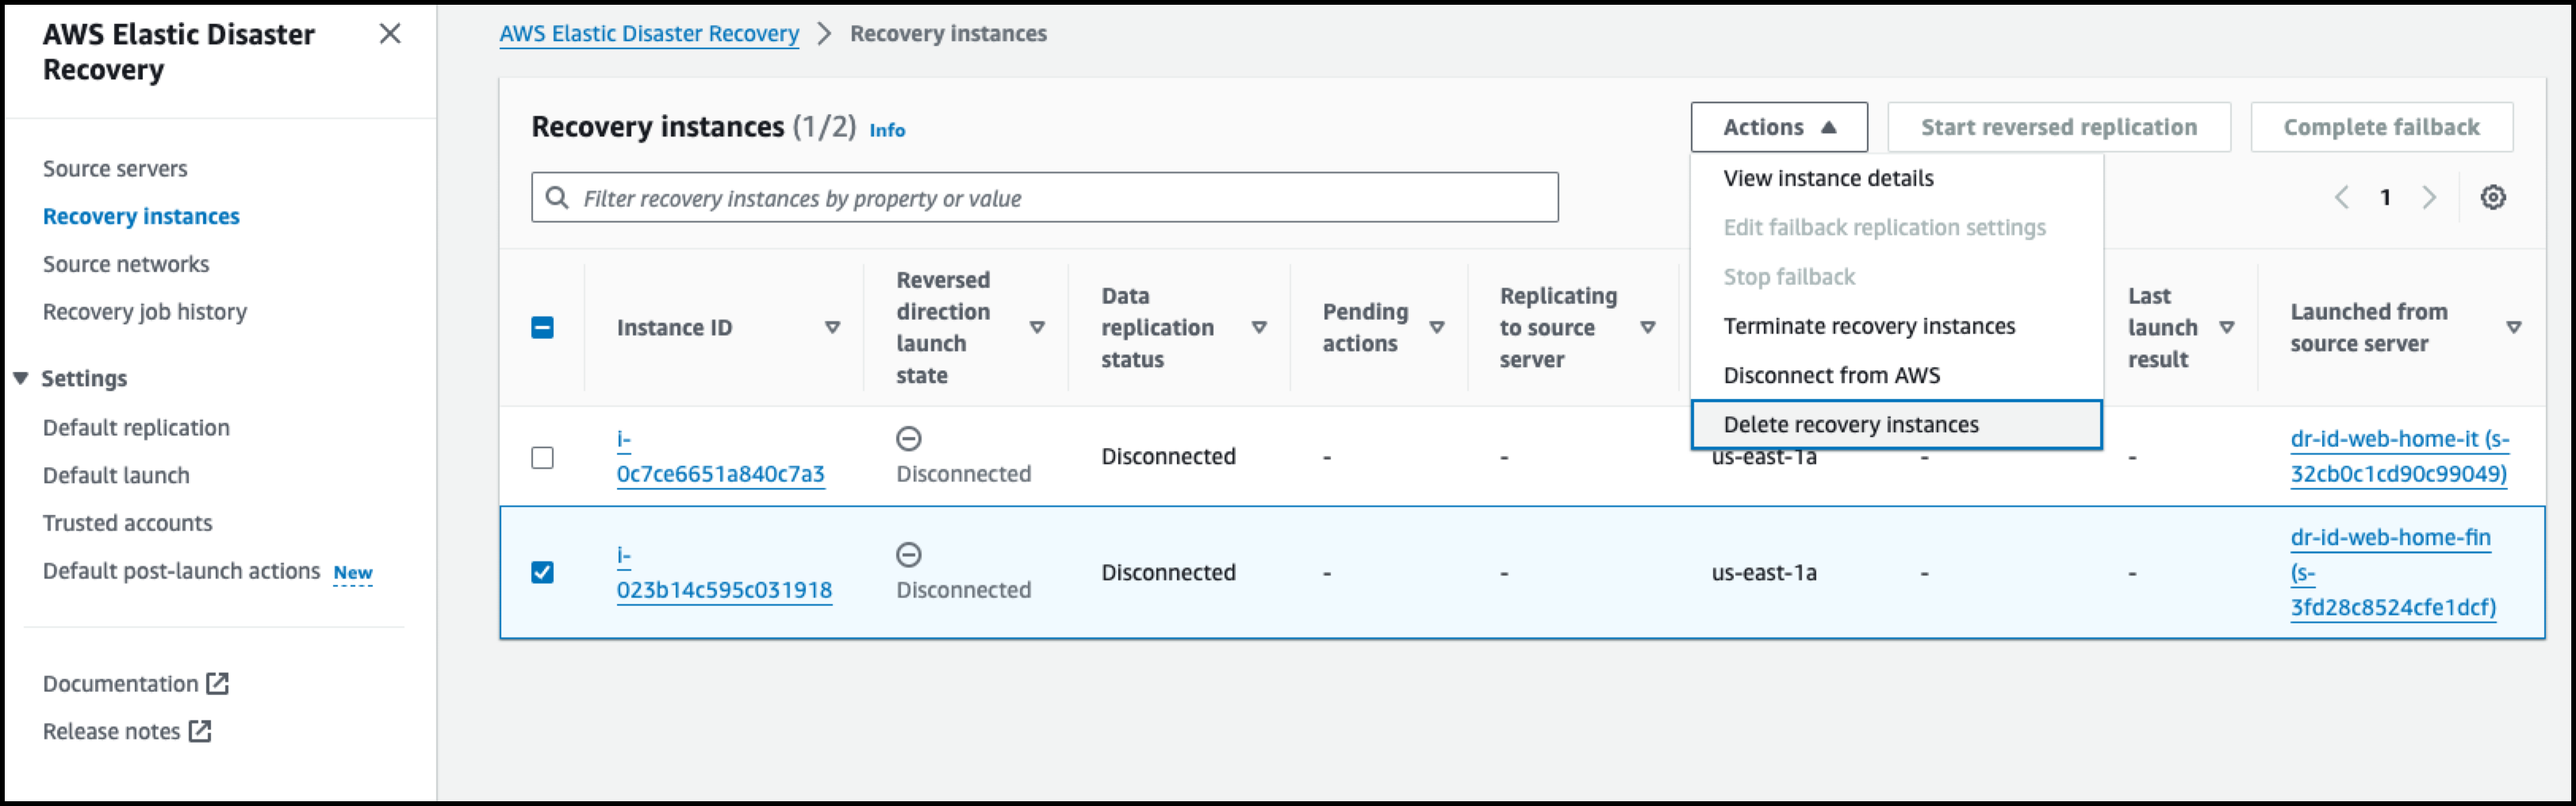 AWS Elastic Disaster
Recovery
Source servers
Recovery instances
Source networks
Recovery job history
Settings
Default replication
Default launch
Trusted accounts
Default post-launch actions New
Documentation
Release notes
AWS Elastic Disaster Recovery > Recovery instances
Recovery instances (1/2) Info
Actions
Start reversed replication
Complete failback
Filter recovery instances by property or value
1
View instance details
Edit failback replication settings
Stop failback
Terminate recovery instances
Disconnect from AWS
Delete recovery instances
Instance ID
Reversed
direction
launch
state
Data
replication
status
Pending
actions
Replicating
to source
server
Last
launch
result
Launched from
source server
i-
0c7ce6651a840c7a3
Disconnected
Disconnected
-
-
us-east-1a
-
-
dr-id-web-home-it (s-
32cb0c1cd90c99049)
i-
023b14c595c031918
Disconnected
Disconnected
-
-
us-east-1a
-
-
dr-id-web-home-fin
(s-
3fd28c8524cfe1dcf)